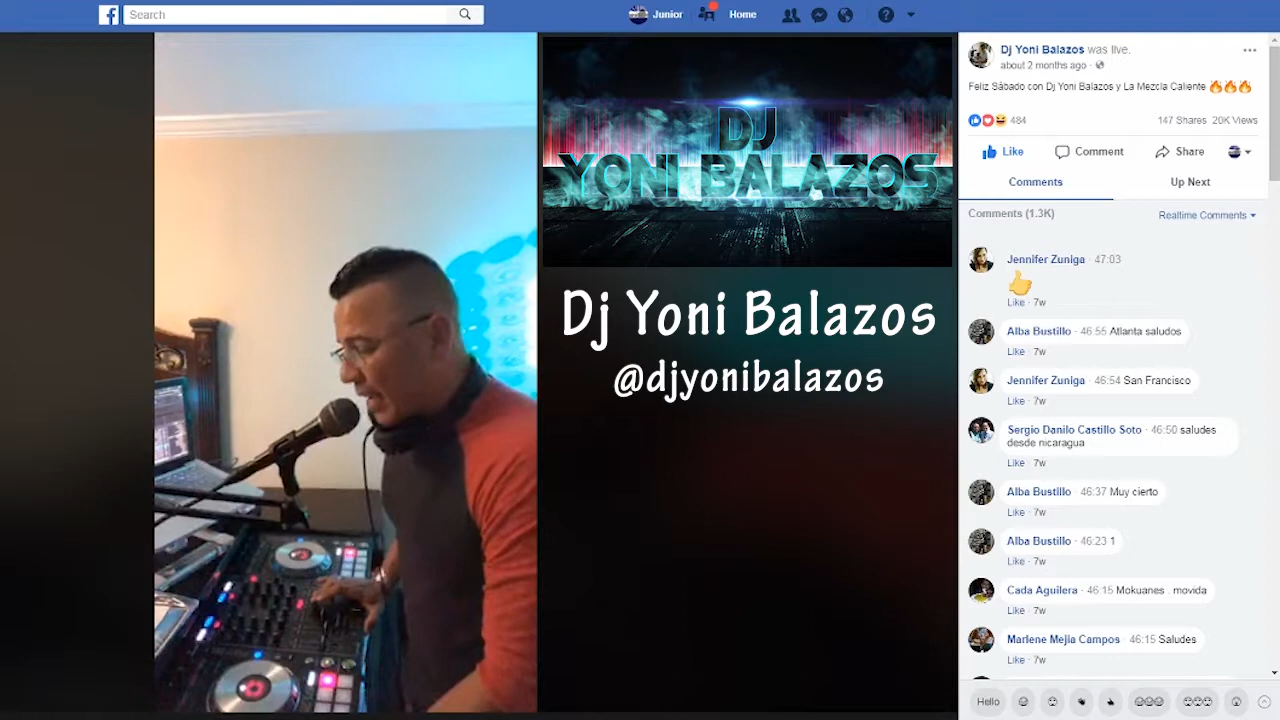 Search
Junior
Home
DJ
YONI BALAZOS
Dj Yoni Balazos
@djyonibalazos
Dj Yoni Balazos was live.
about 2 months ago ·
Feliz Sábado con Dj Yoni Balazos y La Mezcla Caliente 🔥🔥🔥
484
147 Shares 20K Views
Like Comment Share
Comments Up Next
Comments (1.3K) Realtime Comments
Jennifer Zuniga · 47:03
Like · 7w
Alba Bustillo · 46:55 Atlanta saludos
Like · 7w
Jennifer Zuniga · 46:54 San Francisco
Like · 7w
Sergio Danilo Castillo Soto · 46:50 saludes
desde nicaragua
Like · 7w
Alba Bustillo · 46:37 Muy cierto
Like · 7w
Alba Bustillo · 46:23 1
Like · 7w
Cada Aguilera · 46:15 Mokuanes . movida
Like · 7w
Marlene Mejia Campos · 46:15 Saludes
Like · 7w
Hello